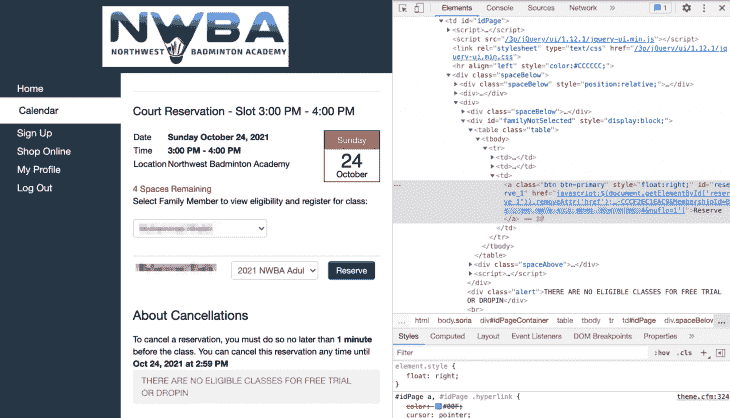 NWBA
NORTHWEST BADMINTON ACADEMY
Home
Calendar
Sign Up
Shop Online
My Profile
Log Out
Court Reservation - Slot 3:00 PM - 4:00 PM
Date Sunday October 24, 2021
Time 3:00 PM - 4:00 PM
Location Northwest Badminton Academy
Sunday
24
October
4 Spaces Remaining
Select Family Member to view eligibility and register for class:
2021 NWBA Adul
Reserve
About Cancellations
To cancel a reservation, you must do so no later than 1 minute
before the class. You can cancel this reservation any time until
Oct 24, 2021 at 2:59 PM
THERE ARE NO ELIGIBLE CLASSES FOR FREE TRIAL
OR DROPIN
Elements Console Sources Network » 1
<td id="idPage">
<script>…</script>
<script src="/3p/jQuery/ui/1.12.1/jquery-ui.min.js"></script>
<link rel="stylesheet" type="text/css" href="/3p/jQuery/ui/1.12.1/jqu
ery-ui.min.css">
<hr align="left" style="color:#CCCCCC;">
<div class="spaceBelow">
<div class="spaceBelow" style="position:relative;">…</div>
<div>…</div>
<div>
<div class="spaceBelow">…</div>
<div id="familyNotSelected" style="display:block;">
<table class="table">
<tbody>
<tr>
<td>…</td>
<td>…</td>
<td>
<a class="btn btn-primary" style="float:right;" id="res
erve_1" href="javascript:$(document.getElementById('reserv
e_1')).removeAttr('href');
&nuflo=1']">Reserve
</a> == $0
</td>
</tr>
</tbody>
</table>
<div class="spaceAbove">…</div>
<script>…</script>
</div>
<div class="alert">THERE ARE NO ELIGIBLE CLASSES FOR FREE TRIAL
OR DROPIN</div>
<br>
… html body.soria div#idPageContainer table tbody tr td#idPage div.spaceBelow …
Styles Computed Layout Event Listeners DOM Breakpoints Properties »
Filter :hov .cls +
element.style {
float: right;
}
#idPage a, #idPage .hyperlink { theme.cfm:324
color: #00F;
cursor: pointer;